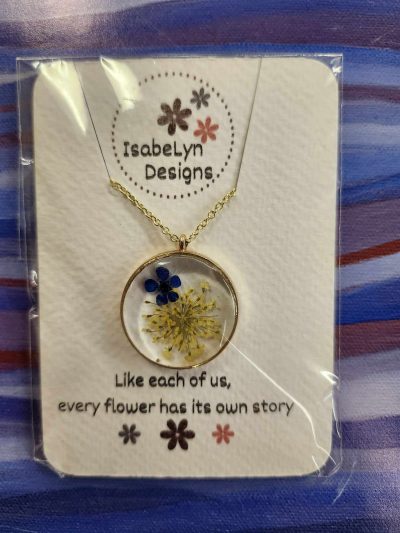 IsabeLyn
Designs
Like each of us,
every flower has its own story